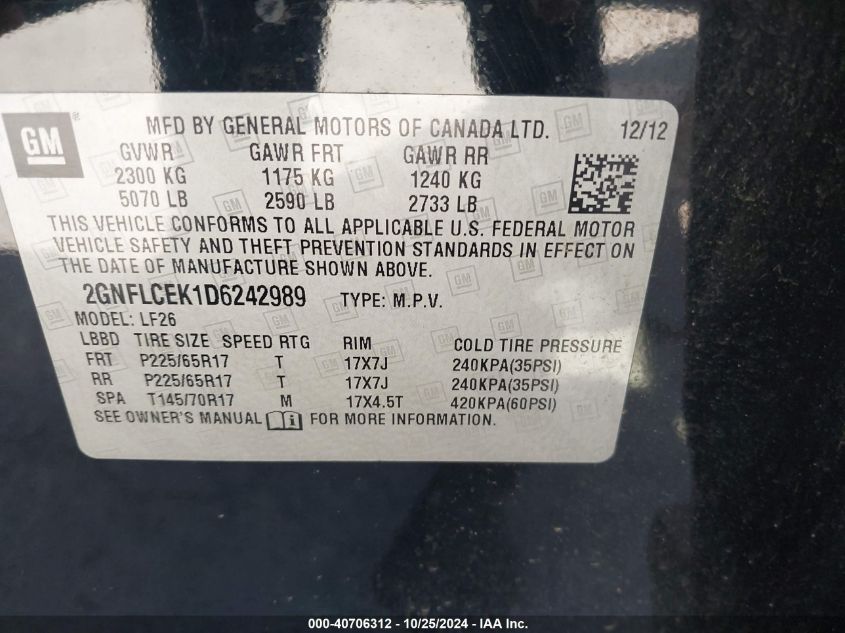 GM ®
MFD BY GENERAL MOTORS OF CANADA LTD. 12/12
GVWR GAWR FRT GAWR RR
2300 KG 1175 KG 1240 KG
5070 LB 2590 LB 2733 LB
THIS VEHICLE CONFORMS TO ALL APPLICABLE U.S. FEDERAL MOTOR
VEHICLE SAFETY AND THEFT PREVENTION STANDARDS IN EFFECT ON
THE DATE OF MANUFACTURE SHOWN ABOVE.
2GNFLCEK1D6242989 TYPE: M.P.V.
MODEL: LF26
LBBD TIRE SIZE SPEED RTG RIM COLD TIRE PRESSURE
FRT P225/65R17 T 17X7J 240KPA(35PSI)
RR P225/65R17 T 17X7J 240KPA(35PSI)
SPA T145/70R17 M 17X4.5T 420KPA(60PSI)
SEE OWNER'S MANUAL FOR MORE INFORMATION.
000-40706312 - 10/25/2024 - IAA Inc.